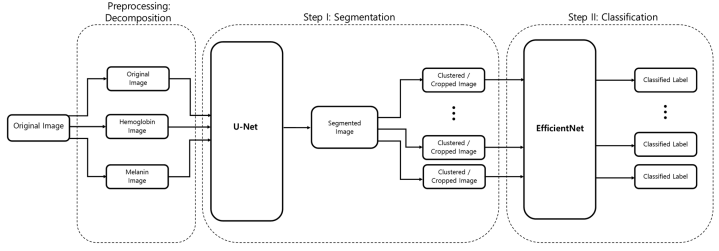 Preprocessing:
Decomposition
Step I: Segmentation
Step II: Classification
Original Image
Original
Image
Hemoglobin
Image
Melanin
Image
U-Net
Segmented
Image
Clustered /
Cropped Image
Clustered /
Cropped Image
Clustered /
Cropped Image
EfficientNet
Classified Label
Classified Label
Classified Label